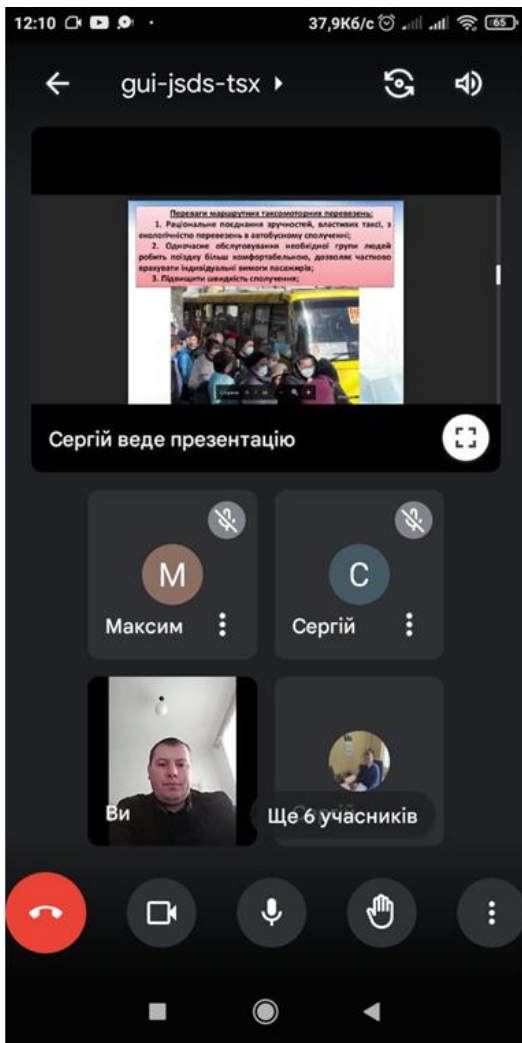 12:10
37,9Кб/с
65
gui-jsds-tsx
Переваги маршрутних таксомоторних перевезень:
1. Раціональне поєднання зручностей, властивих таксі, з
екологічністю перевезень в автобусному сполученні;
2. Одночасне обслуговування необхідної групи людей
робить поїздку більш комфортабельною, дозволяє частково
врахувати індивідуальні вимоги пасажирів;
3. Підвищити швидкість сполучення;
Сергій веде презентацію
М
Максим
С
Сергій
Ви
Сергій
Ще 6 учасників